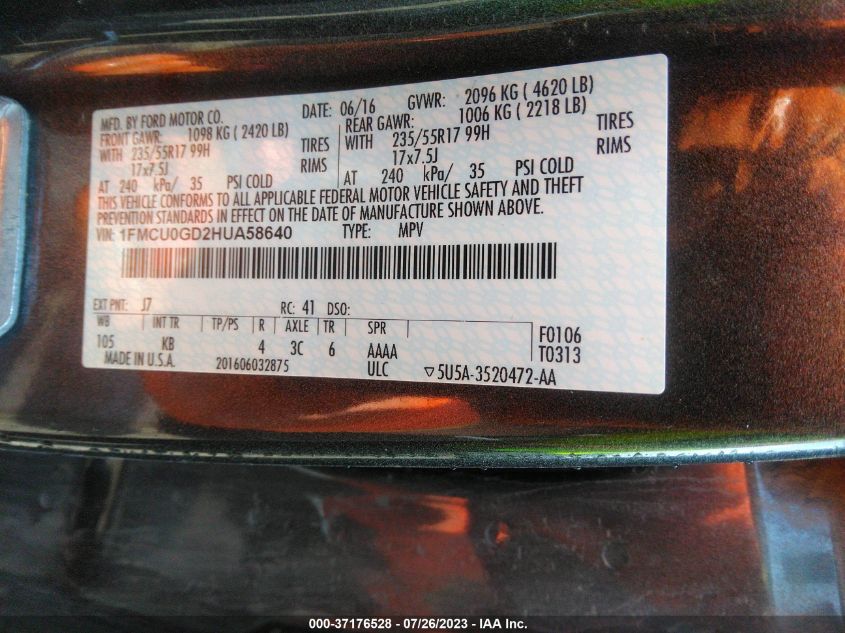 MFD. BY FORD MOTOR CO. DATE: 06/16 GVWR: 2096 KG ( 4620 LB)
FRONT GAWR: 1098 KG ( 2420 LB) REAR GAWR: 1006 KG ( 2218 LB)
WITH 235/55R17 99H TIRES WITH 235/55R17 99H TIRES
17x7.5J RIMS 17x7.5J RIMS
AT 240 kPa/ 35 PSI COLD AT 240 kPa/ 35 PSI COLD
THIS VEHICLE CONFORMS TO ALL APPLICABLE FEDERAL MOTOR VEHICLE SAFETY AND THEFT
PREVENTION STANDARDS IN EFFECT ON THE DATE OF MANUFACTURE SHOWN ABOVE.
VIN: 1FMCU0GD2HUA58640 TYPE: MPV
EXT PNT: J7 RC: 41 DSO:
WB INT TR TP/PS R AXLE TR SPR F0106
105 KB 4 3C 6 AAAA T0313
MADE IN U.S.A. 201606032875 ULC ▽5U5A-3520472-AA
000-37176528 - 07/26/2023 - IAA Inc.